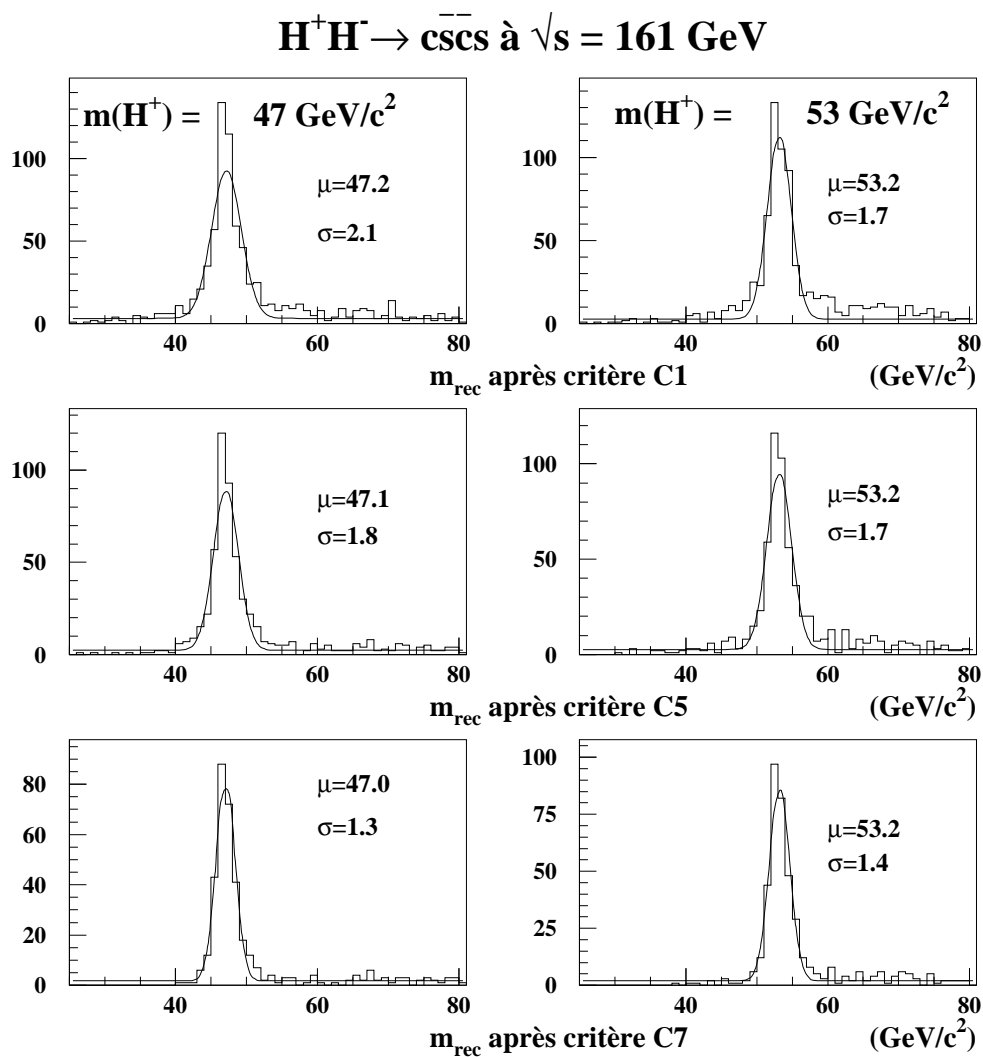 H⁺H⁻ → cs̄c̄s à √s = 161 GeV
m(H⁺) = 47 GeV/c²
μ=47.2
σ=2.1
100
50
0
40 60 80
m(H⁺) = 53 GeV/c²
μ=53.2
σ=1.7
100
50
0
40 60 80
m_rec après critère C1 (GeV/c²)
μ=47.1
σ=1.8
100
50
0
40 60 80
μ=53.2
σ=1.7
100
50
0
40 60 80
m_rec après critère C5 (GeV/c²)
μ=47.0
σ=1.3
80
60
40
20
0
40 60 80
μ=53.2
σ=1.4
100
75
50
25
0
40 60 80
m_rec après critère C7 (GeV/c²)